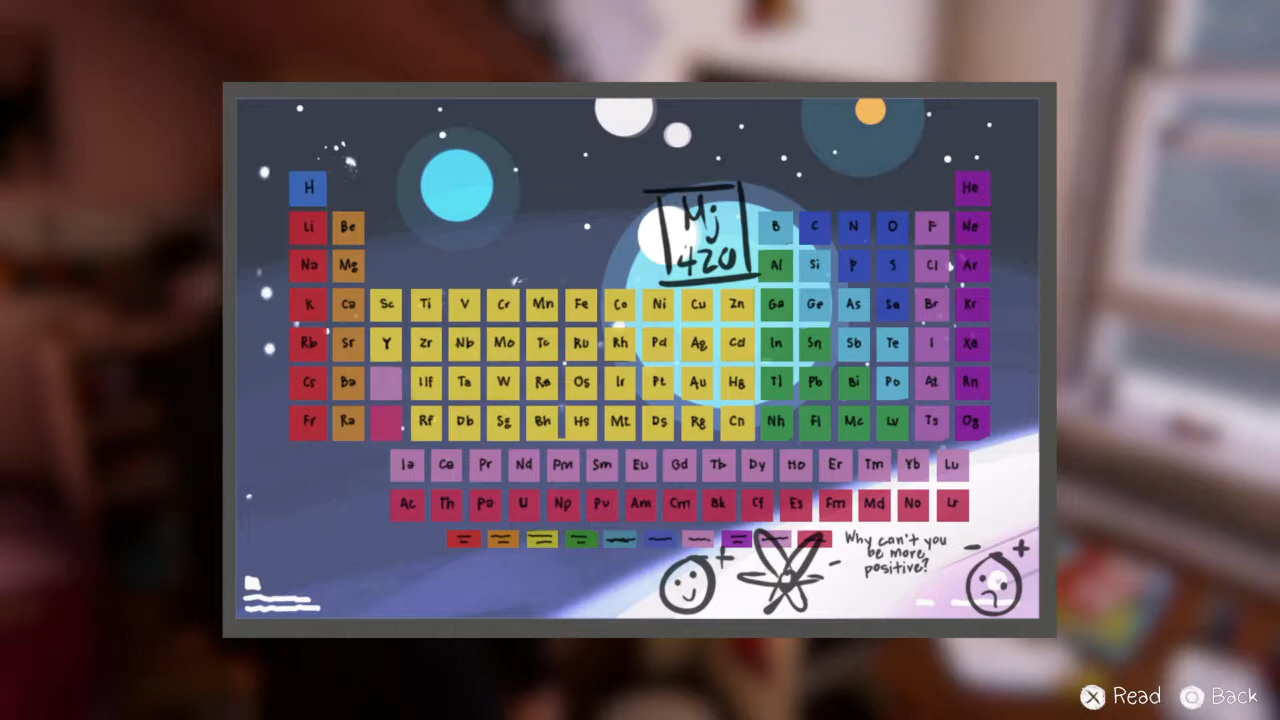 H He
Li Be B C N O F Ne
Na Mg Al Si P S Cl Ar
K Ca Sc Ti V Cr Mn Fe Co Ni Cu Zn Ga Ge As Se Br Kr
Rb Sr Y Zr Nb Mo Tc Ru Rh Pd Ag Cd In Sn Sb Te I Xe
Cs Ba Hf Ta W Re Os Ir Pt Au Hg Tl Pb Bi Po At Rn
Fr Ra Rf Db Sg Bh Hs Mt Ds Rg Cn Nh Fl Mc Lv Ts Og
La Ce Pr Nd Pm Sm Eu Gd Tb Dy Ho Er Tm Yb Lu
Ac Th Pa U Np Pu Am Cm Bk Cf Es Fm Md No Lr
Mj
420
Why can't you
be more
positive?
+ - - +
X Read O Back